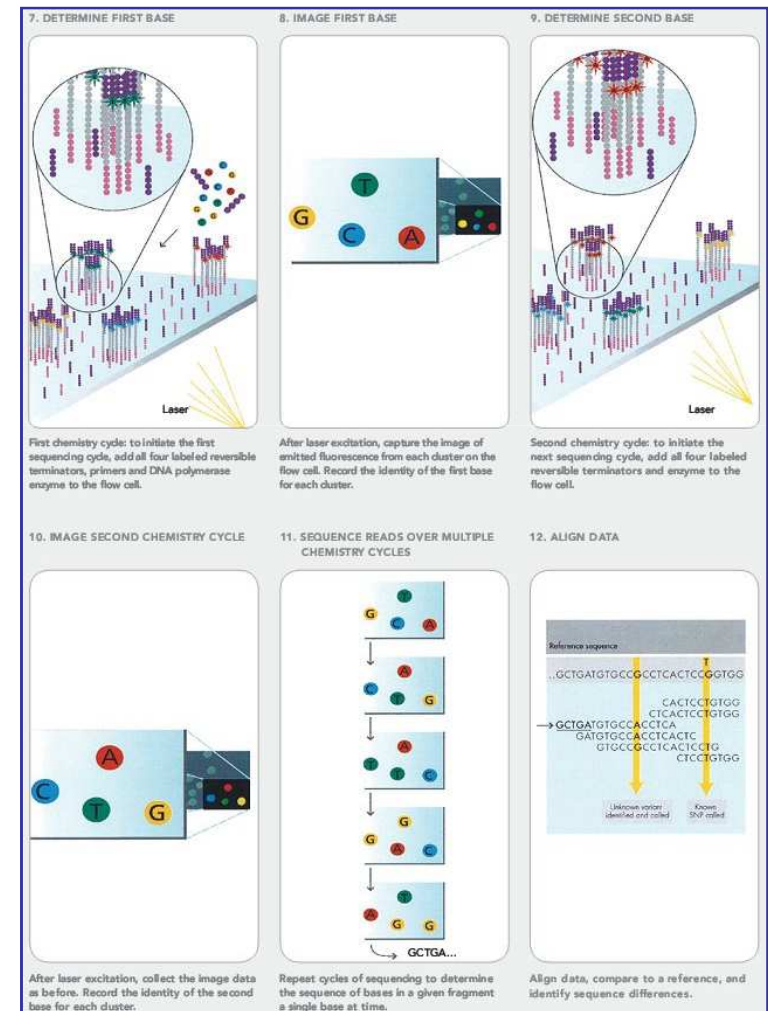 7. DETERMINE FIRST BASE
8. IMAGE FIRST BASE
9. DETERMINE SECOND BASE
Laser
G
T
C
A
Laser
First chemistry cycle: to initiate the first
sequencing cycle, add all four labeled reversible
terminators, primers and DNA polymerase
enzyme to the flow cell.
After laser excitation, capture the image of
emitted fluorescence from each cluster on the
flow cell. Record the identity of the first base
for each cluster.
Second chemistry cycle: to initiate the
next sequencing cycle, add all four labeled
reversible terminators and enzyme to the
flow cell.
10. IMAGE SECOND CHEMISTRY CYCLE
11. SEQUENCE READS OVER MULTIPLE
CHEMISTRY CYCLES
12. ALIGN DATA
C
A
T
G
G
T
C
A
C
A
T
G
T
A
T
C
G
G
A
C
A
T
G
G
GCTGA...
Reference sequence
T
..GCTGATGTGCCGCCTCACTCCGGTGG
CACTCCTGTGG
CTCACTCCTGTGG
GCTGATGTGCCACCTCA
GATGTGCCACCTCACTC
GTGCCGCCTCACTCCTG
CTCCTGTGG
Unknown variant
identified and called
Known
SNP called
After laser excitation, collect the image data
as before. Record the identity of the second
base for each cluster.
Repeat cycles of sequencing to determine
the sequence of bases in a given fragment
a single base at time.
Align data, compare to a reference, and
identify sequence differences.